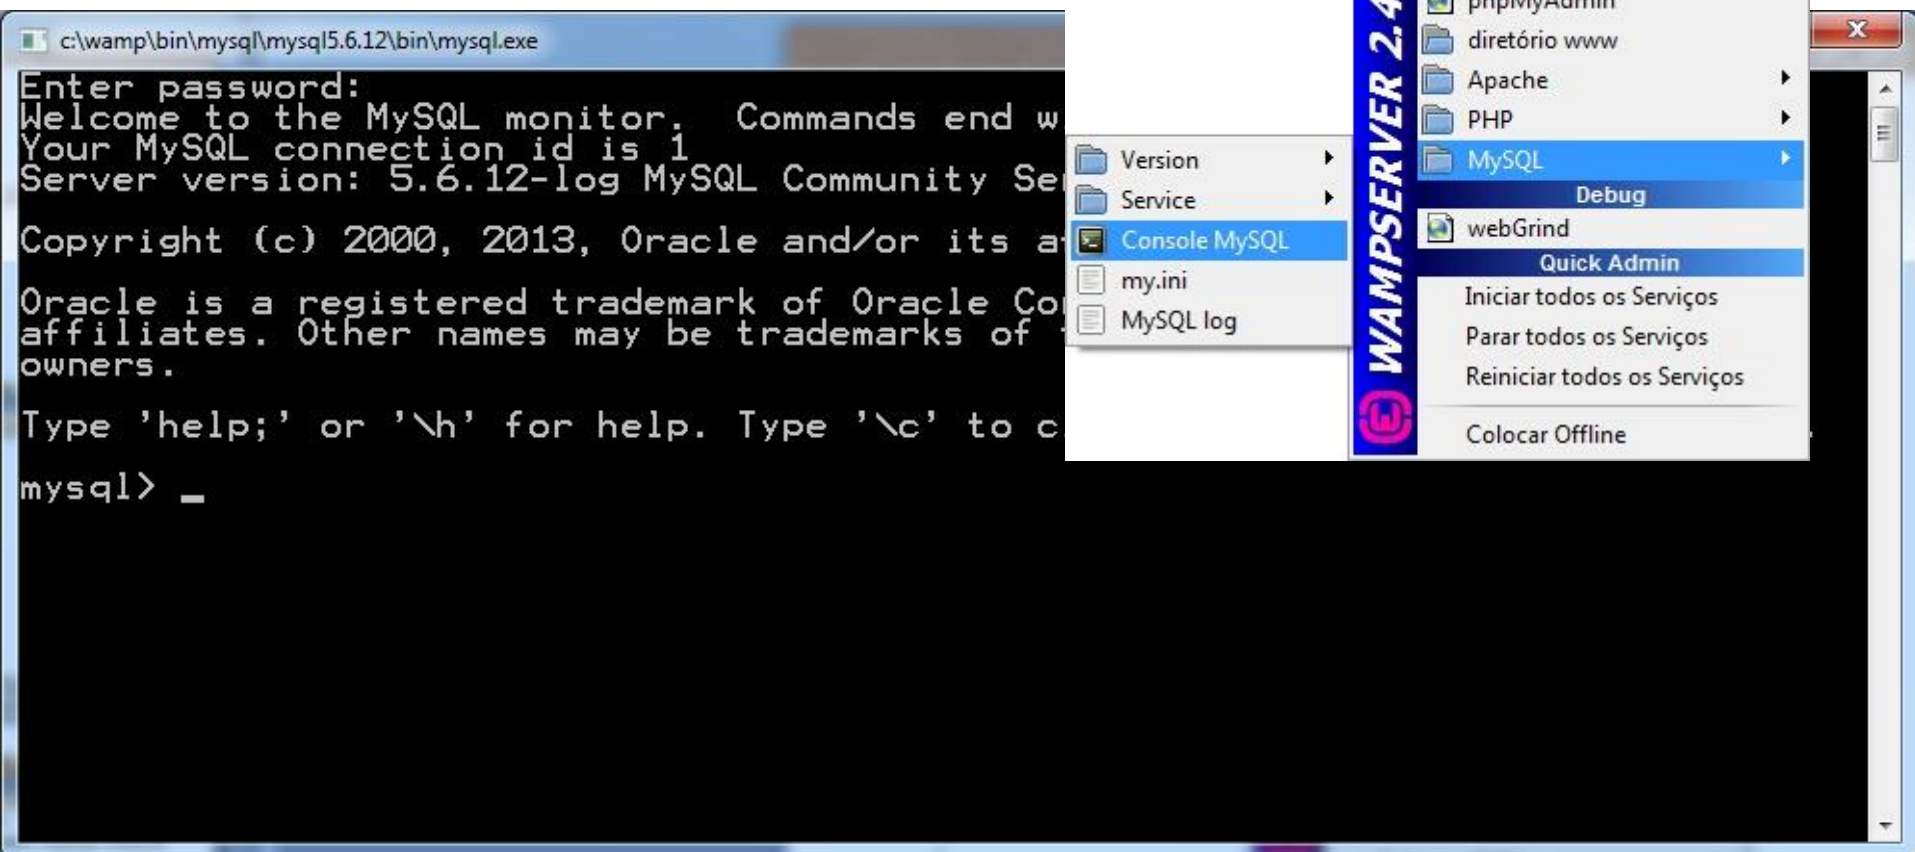 c:\wamp\bin\mysql\mysql5.6.12\bin\mysql.exe
Enter password:
Welcome to the MySQL monitor.  Commands end w
Your MySQL connection id is 1
Server version: 5.6.12-log MySQL Community Se
Copyright (c) 2000, 2013, Oracle and/or its a
Oracle is a registered trademark of Oracle Co
affiliates. Other names may be trademarks of
owners.
Type 'help;' or '\h' for help. Type '\c' to c
mysql> _
Version
Service
Console MySQL
my.ini
MySQL log
WAMPSERVER 2.4
phpMyAdmin
diretório www
Apache
PHP
MySQL
Debug
webGrind
Quick Admin
Iniciar todos os Serviços
Parar todos os Serviços
Reiniciar todos os Serviços
Colocar Offline